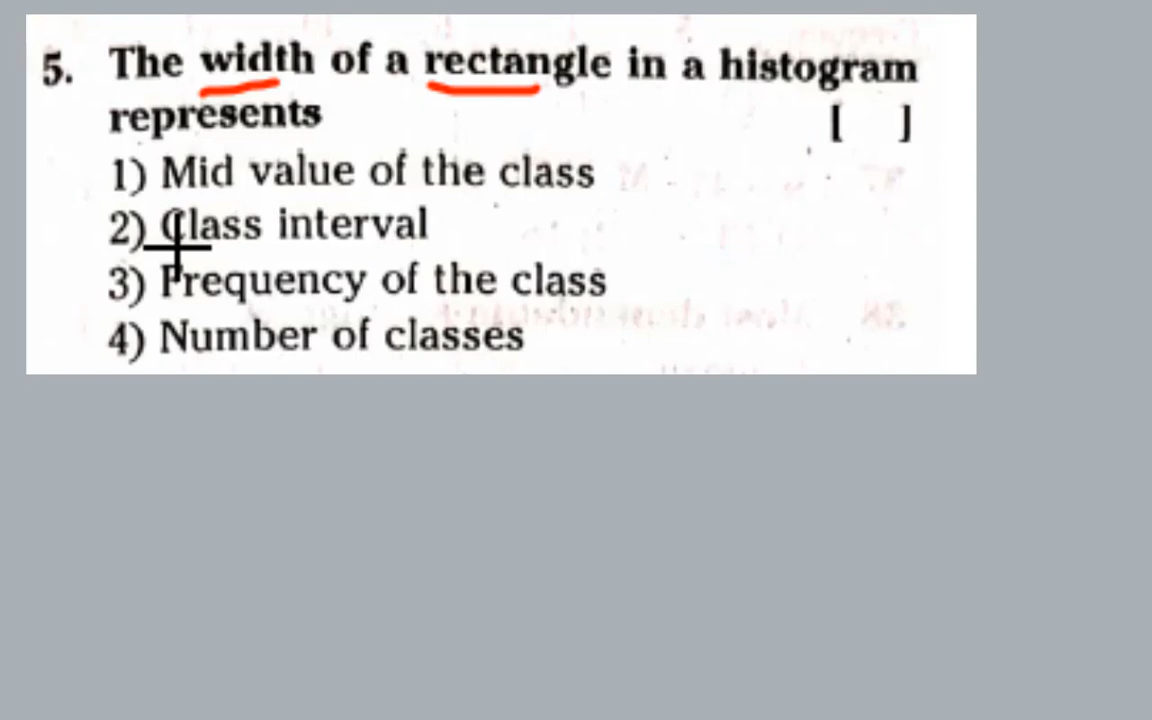 5. The width of a rectangle in a histogram
represents [ ]
1) Mid value of the class
2) Class interval
3) Frequency of the class
4) Number of classes